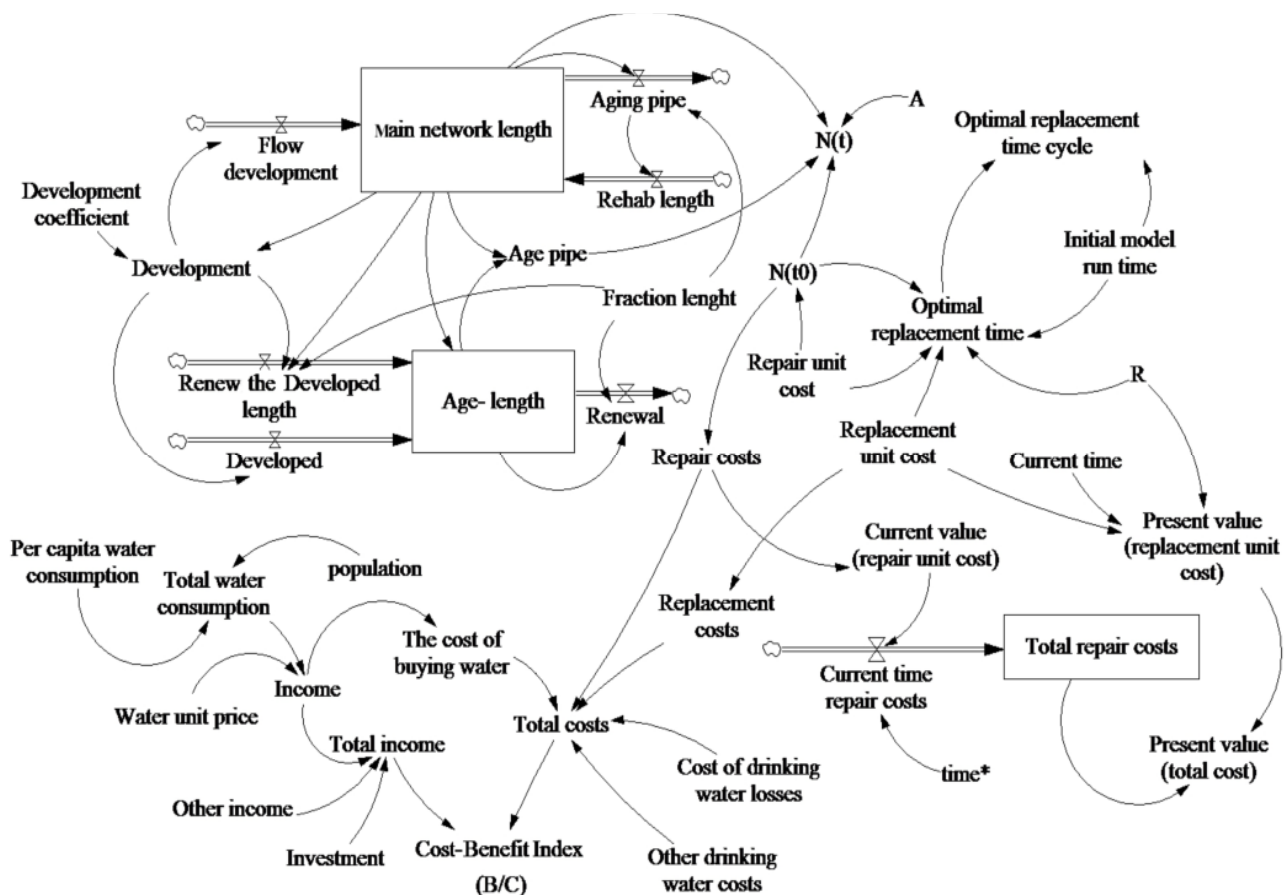 Main network length
Aging pipe
A
Flow
development
N(t)
Optimal replacement
time cycle
Rehab length
Development
coefficient
Age pipe
Initial model
run time
Development
N(t0)
Fraction lenght
Optimal
replacement time
Repair unit
cost
Renew the Developed
length
Age- length
Renewal
R
Developed
Repair costs
Replacement
unit cost
Current time
Per capita water
consumption
population
Total water
consumption
Current value
(repair unit cost)
Present value
(replacement unit
cost)
Replacement
costs
The cost of
buying water
Total repair costs
Income
Current time
repair costs
Water unit price
Total income
Total costs
Cost of drinking
water losses
time*
Present value
(total cost)
Other income
Investment
Cost-Benefit Index
(B/C)
Other drinking
water costs